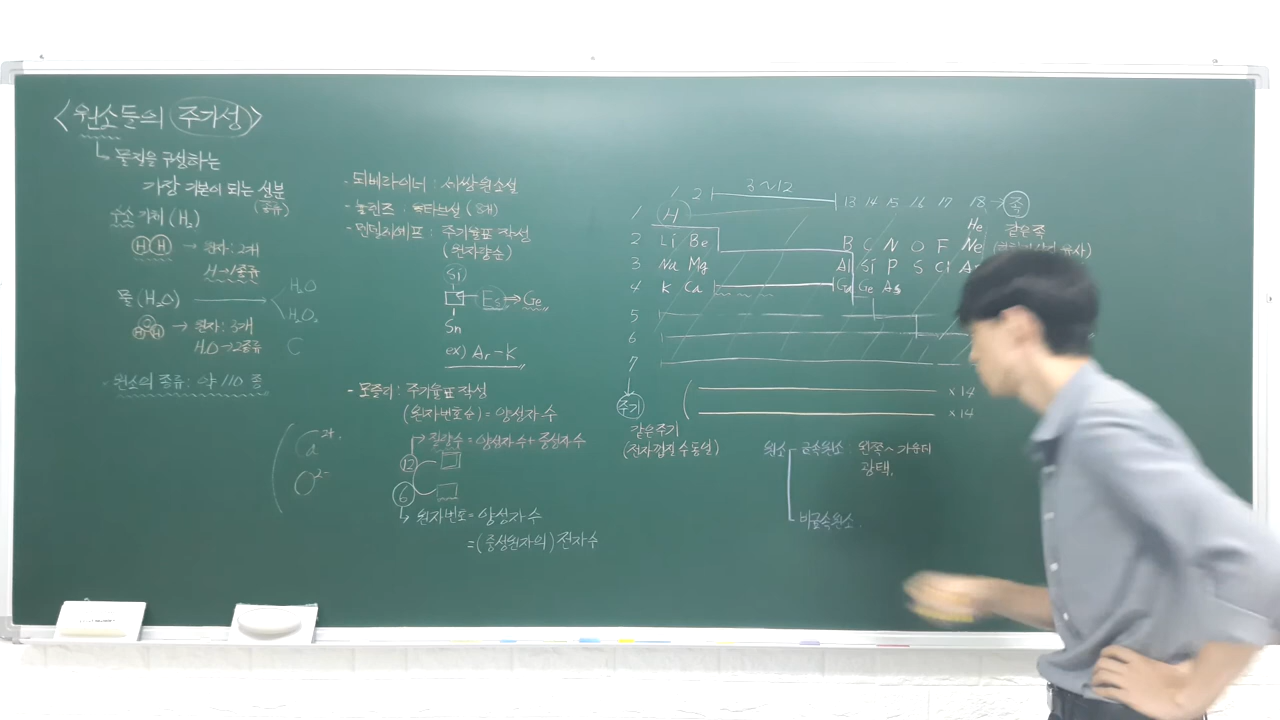 <원소들의 주기성>
물질을 구성하는
가장 기본이 되는 성분
(종류)
수소 기체 (H₂)
H H → 원자: 2개
H → 1종류
물 (H₂O)
H₂O
H₂O₂
C
H O H → 원자: 3개
H, O → 2종류
원소의 종류: 약 110 종
Ca²⁺
O²⁻
- 되베라이너 : 세쌍원소설
- 뉴랜즈 : 옥타브설 (8개)
- 멘델레예프 : 주기율표 작성
(원자량순)
Si
Es → Ge
Sn
ex) Ar - K
- 모즐리 : 주기율표 작성
(원자번호순) = 양성자수
질량수 = 양성자수 + 중성자수
12
6
원자번호 = 양성자수
= (중성원자의) 전자수
1 2 3~12 13 14 15 16 17 18 → 족
1 H He
2 Li Be B C N O F Ne
3 Na Mg Al Si P S Cl
4 K Ca Ga Ge As
5
6
7
같은족
주기
같은주기
(전자껍질 수 동일)
×14
×14
원소 금속원소 : 왼쪽~가운데
광택,
비금속원소 :